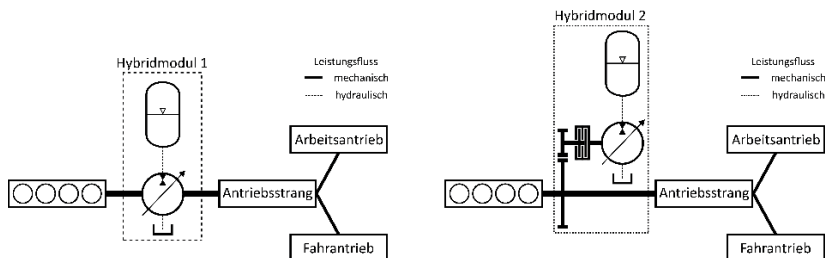 Hybridmodul 1
Leistungsfluss
mechanisch
hydraulisch
Arbeitsantrieb
Antriebsstrang
Fahrantrieb
Hybridmodul 2
Leistungsfluss
mechanisch
hydraulisch
Arbeitsantrieb
Antriebsstrang
Fahrantrieb